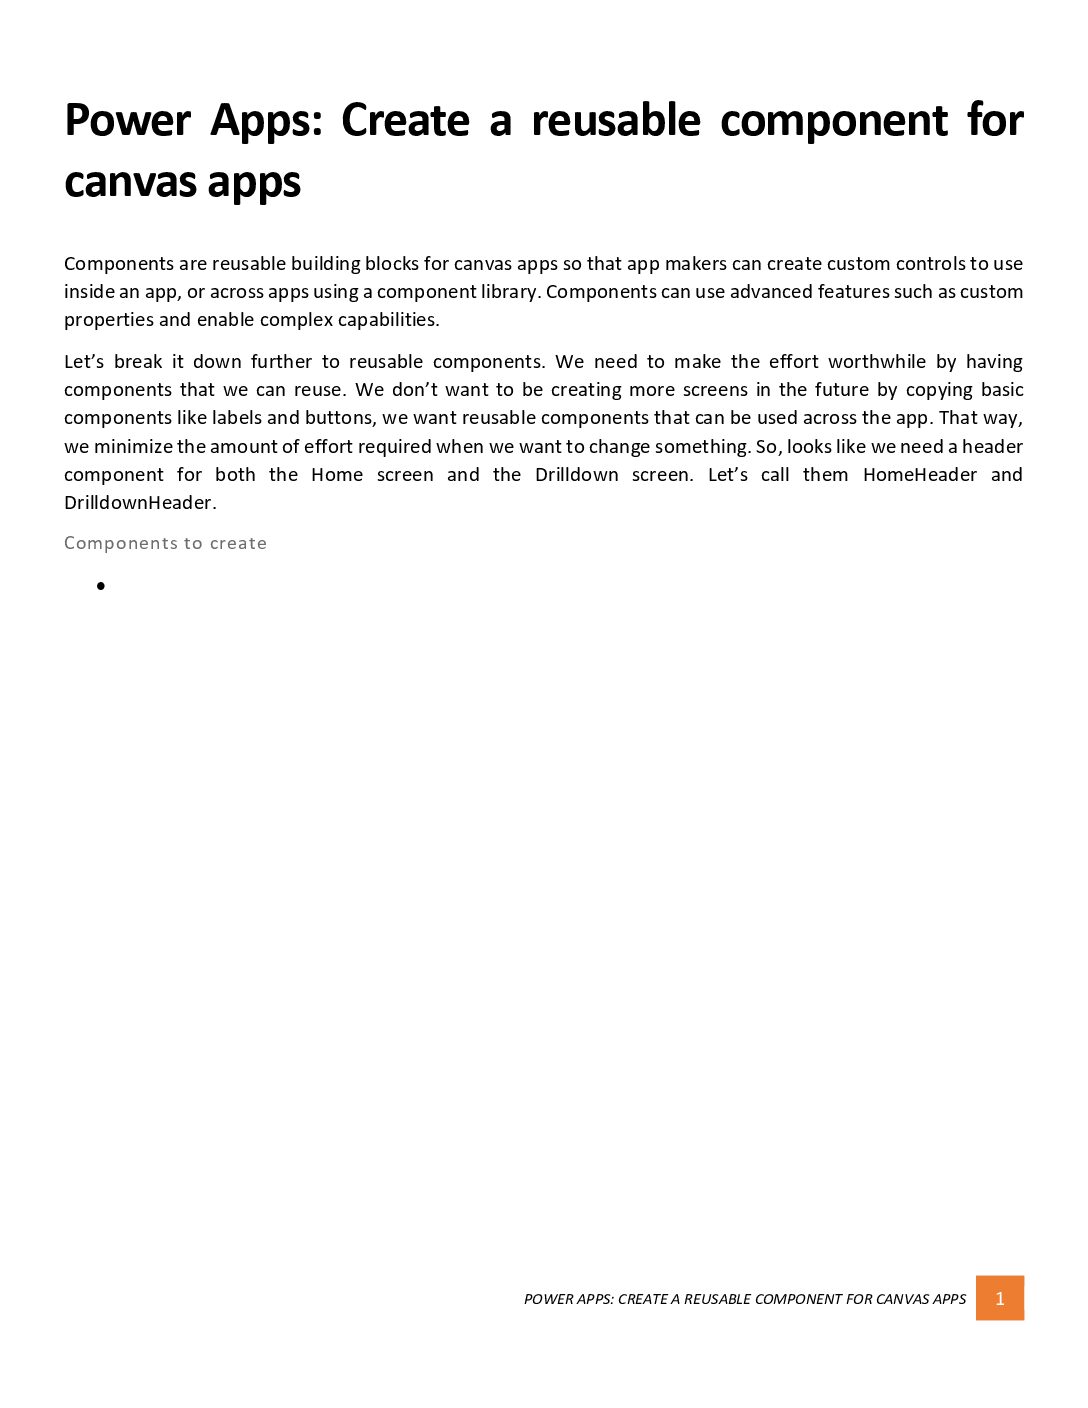 Power Apps: Create a reusable component for
canvas apps
Components are reusable building blocks for canvas apps so that app makers can create custom controls to use
inside an app, or across apps using a component library. Components can use advanced features such as custom
properties and enable complex capabilities.
Let’s break it down further to reusable components. We need to make the effort worthwhile by having
components that we can reuse. We don’t want to be creating more screens in the future by copying basic
components like labels and buttons, we want reusable components that can be used across the app. That way,
we minimize the amount of effort required when we want to change something. So, looks like we need a header
component for both the Home screen and the Drilldown screen. Let’s call them HomeHeader and
DrilldownHeader.
Components to create
•
POWER APPS: CREATE A REUSABLE COMPONENT FOR CANVAS APPS 1